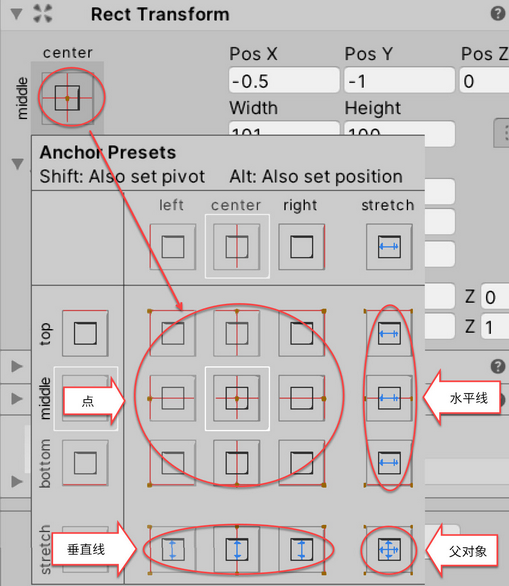 Rect Transform
center
middle
Pos X Pos Y Pos Z
-0.5 -1 0
Width Height
101 100
Anchor Presets
Shift: Also set pivot Alt: Also set position
left center right stretch
top
middle
点
水平线
bottom
Z 0
Z 1
stretch
垂直线
父对象